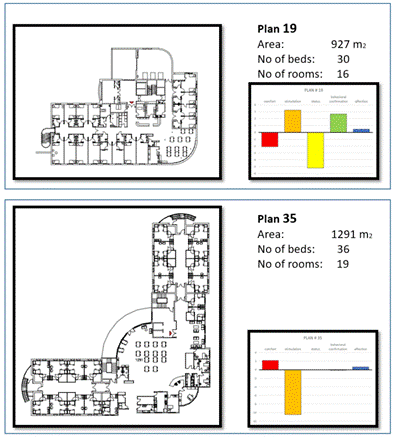 Plan 19
Area: 927 m2
No of beds: 30
No of rooms: 16
PLAN # 19
comfort stimulation status behavioral confirmation affection
Plan 35
Area: 1291 m2
No of beds: 36
No of rooms: 19
PLAN # 35
comfort stimulation status behavioral confirmation affection